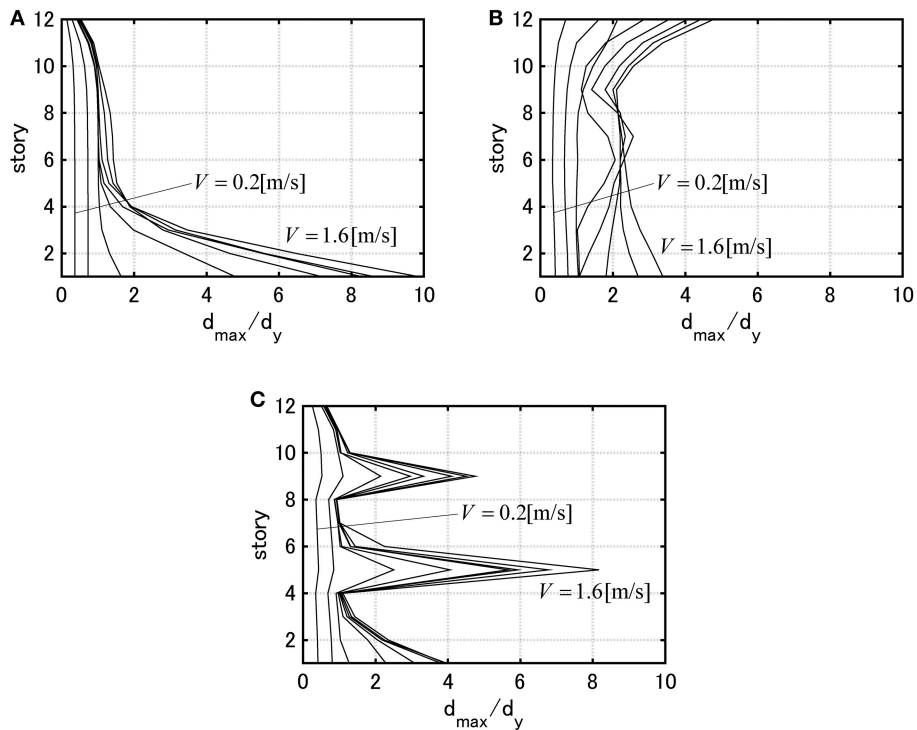 A
12
10
8
6
4
2
story
V = 0.2[m/s]
V = 1.6[m/s]
0 2 4 6 8 10
d_max/d_y
B
12
10
8
6
4
2
story
V = 0.2[m/s]
V = 1.6[m/s]
0 2 4 6 8 10
d_max/d_y
C
12
10
8
6
4
2
story
V = 0.2[m/s]
V = 1.6[m/s]
0 2 4 6 8 10
d_max/d_y